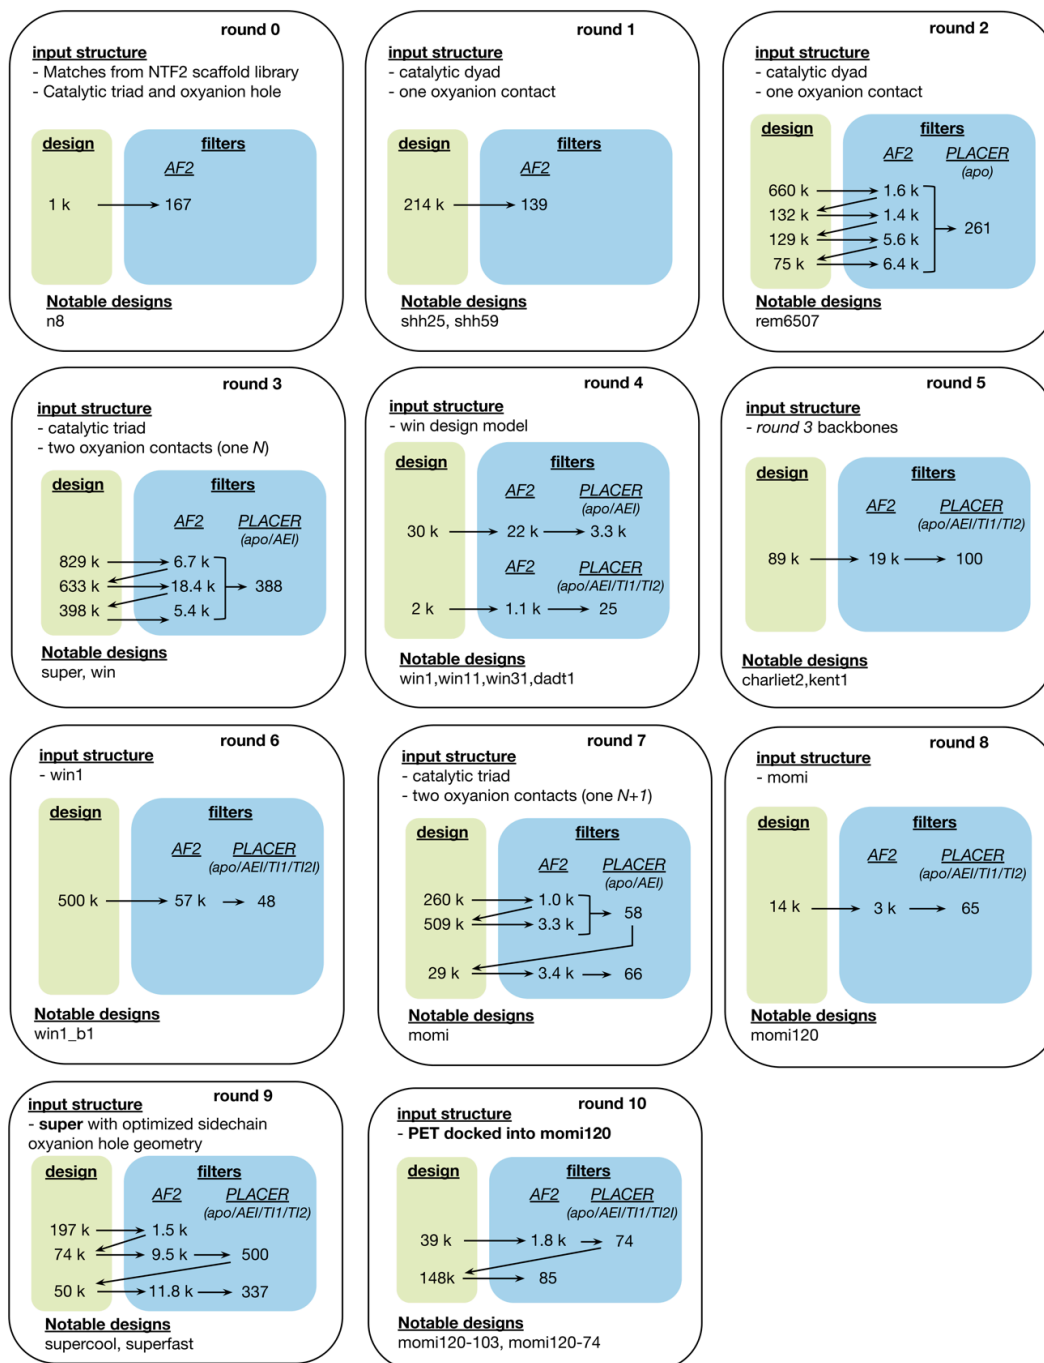 round 0
input structure
- Matches from NTF2 scaffold library
- Catalytic triad and oxyanion hole
design
filters
AF2
1 k
167
Notable designs
n8
round 1
input structure
- catalytic dyad
- one oxyanion contact
design
filters
AF2
214 k
139
Notable designs
shh25, shh59
round 2
input structure
- catalytic dyad
- one oxyanion contact
design
filters
AF2
PLACER
(apo)
660 k
1.6 k
132 k
1.4 k
129 k
5.6 k
75 k
6.4 k
261
Notable designs
rem6507
round 3
input structure
- catalytic triad
- two oxyanion contacts (one N)
design
filters
AF2
PLACER
(apo/AEI)
829 k
6.7 k
633 k
18.4 k
388
398 k
5.4 k
Notable designs
super, win
round 4
input structure
- win design model
design
filters
AF2
PLACER
(apo/AEI)
30 k
22 k
3.3 k
AF2
PLACER
(apo/AEI/TI1/TI2)
2 k
1.1 k
25
Notable designs
win1,win11,win31,dadt1
round 5
input structure
- round 3 backbones
design
filters
AF2
PLACER
(apo/AEI/TI1/TI2)
89 k
19 k
100
Notable designs
charliet2,kent1
round 6
input structure
- win1
design
filters
AF2
PLACER
(apo/AEI/TI1/TI2I)
500 k
57 k
48
Notable designs
win1_b1
round 7
input structure
- catalytic triad
- two oxyanion contacts (one N+1)
design
filters
AF2
PLACER
(apo/AEI)
260 k
1.0 k
509 k
3.3 k
58
29 k
3.4 k
66
Notable designs
momi
round 8
input structure
- momi
design
filters
AF2
PLACER
(apo/AEI/TI1/TI2)
14 k
3 k
65
Notable designs
momi120
round 9
input structure
- super with optimized sidechain
oxyanion hole geometry
design
filters
AF2
PLACER
(apo/AEI/TI1/TI2)
197 k
1.5 k
74 k
9.5 k
500
50 k
11.8 k
337
Notable designs
supercool, superfast
round 10
input structure
- PET docked into momi120
design
filters
AF2
PLACER
(apo/AEI/TI1/TI2I)
39 k
1.8 k
74
148k
85
Notable designs
momi120-103, momi120-74